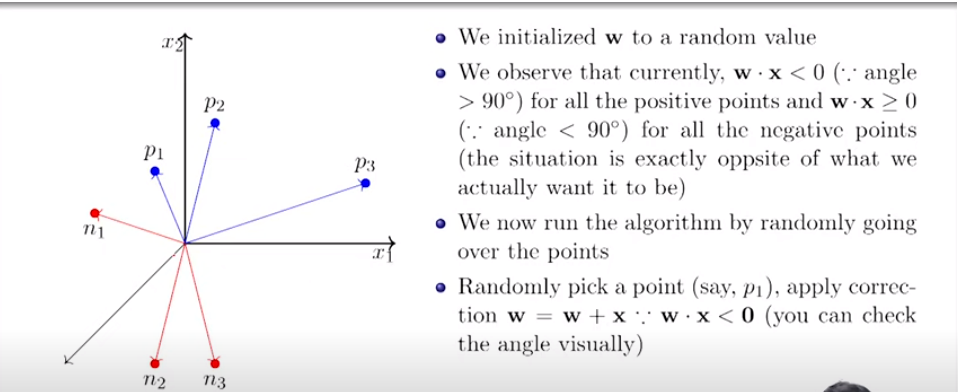 x2
p2
p1
p3
n1
x1
n2
n3
We initialized w to a random value
We observe that currently, w · x < 0 (∵ angle
> 90°) for all the positive points and w · x ≥ 0
(∵ angle < 90°) for all the negative points
(the situation is exactly oppsite of what we
actually want it to be)
We now run the algorithm by randomly going
over the points
Randomly pick a point (say, p1), apply correc-
tion w = w + x ∵ w · x < 0 (you can check
the angle visually)